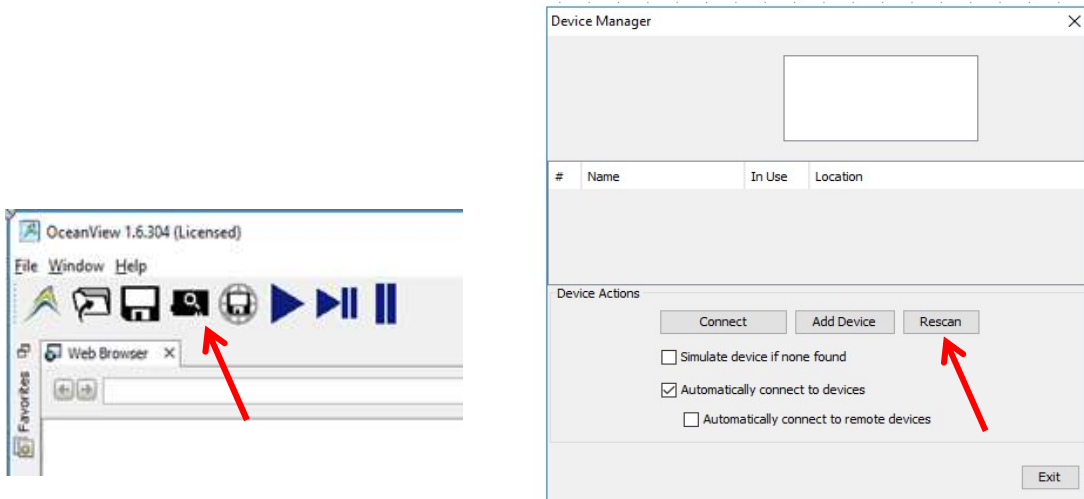 OceanView 1.6.304 (Licensed)
File Window Help
Web Browser
Favorites
Device Manager
# Name In Use Location
Device Actions
Connect Add Device Rescan
Simulate device if none found
Automatically connect to devices
Automatically connect to remote devices
Exit